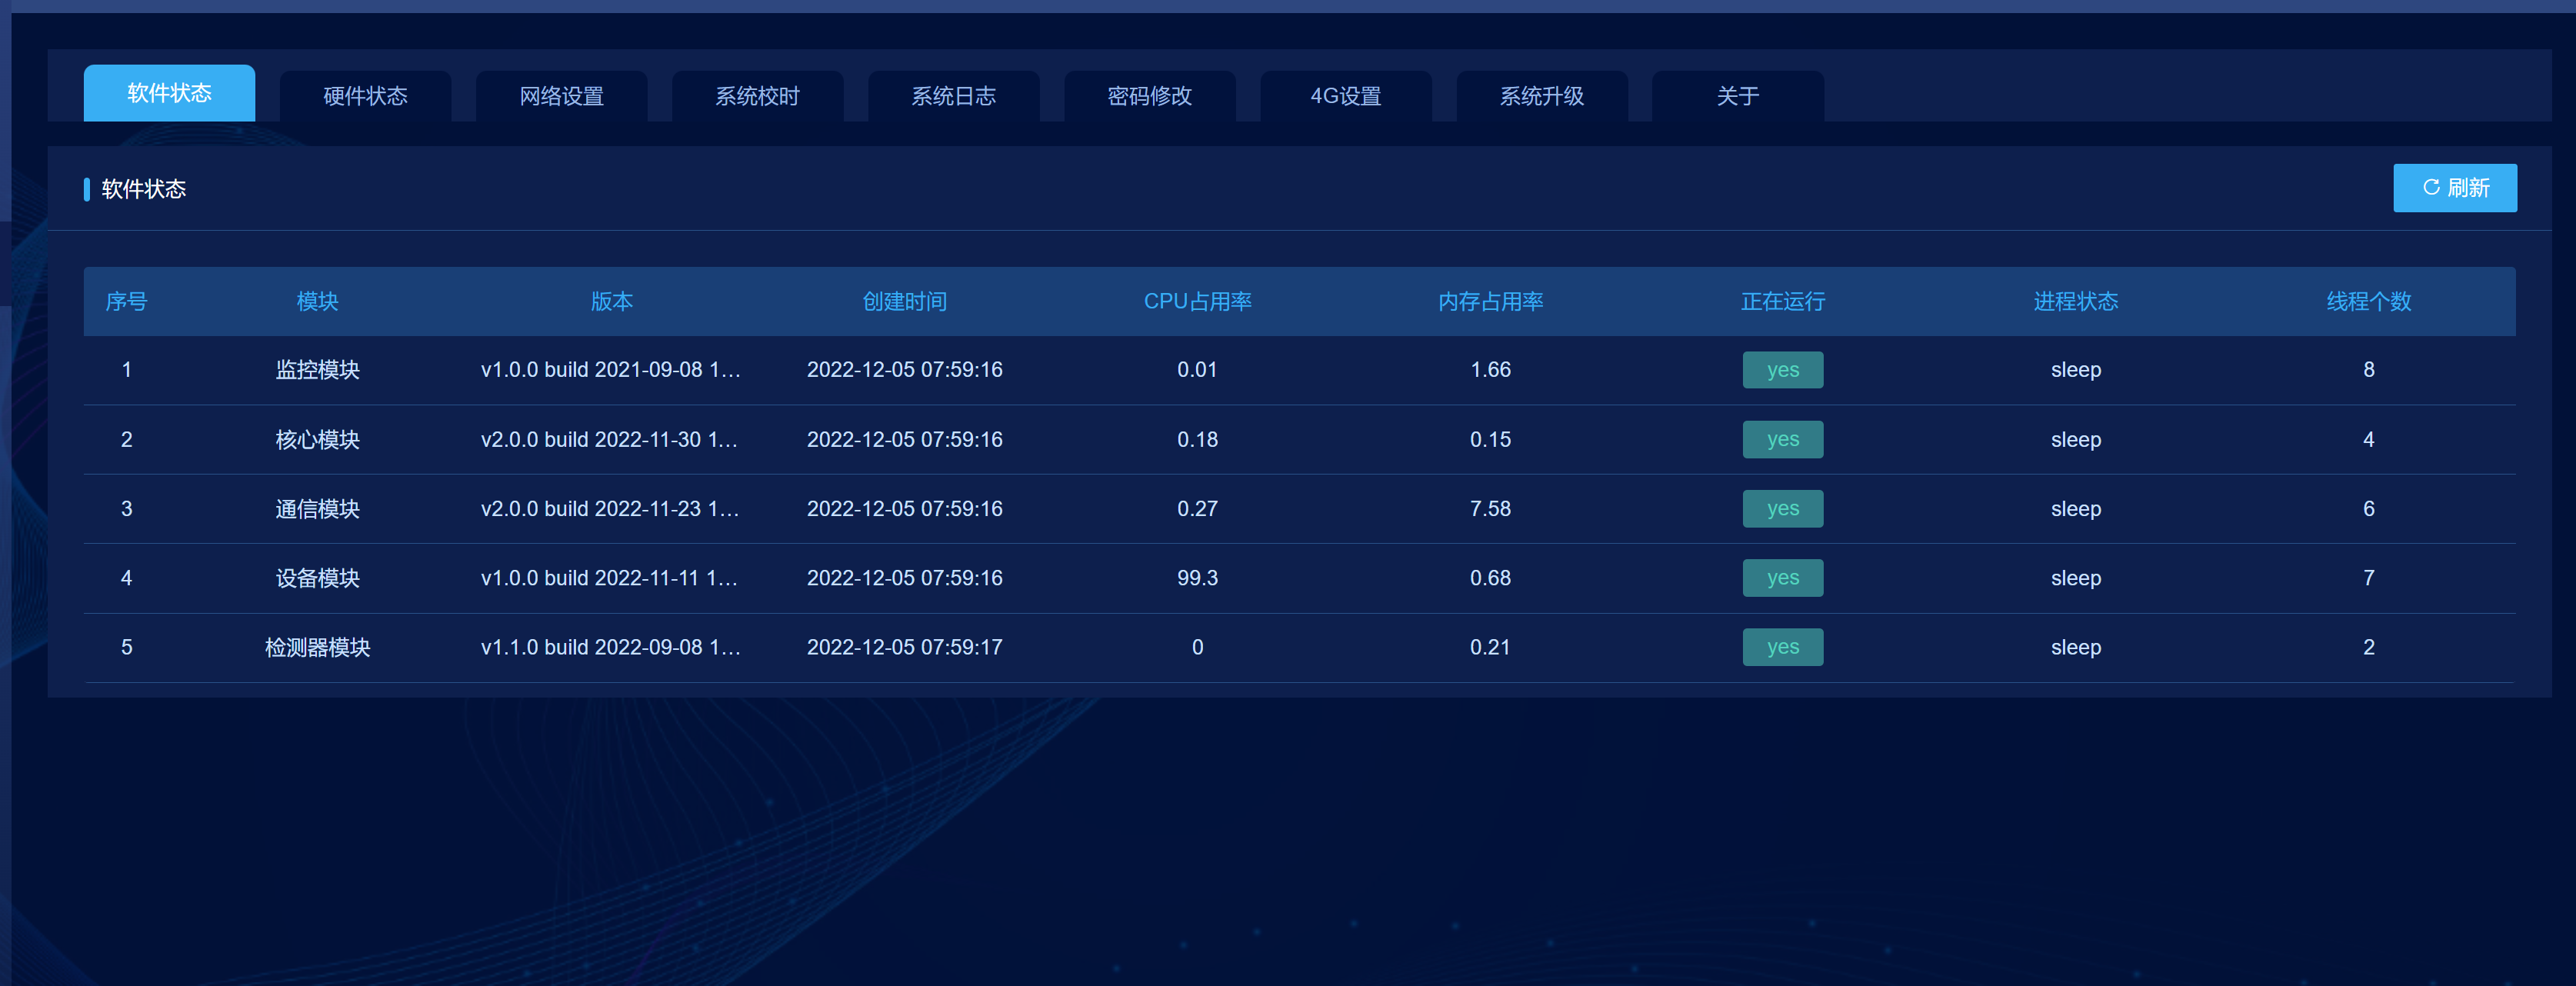 软件状态 硬件状态 网络设置 系统校时 系统日志 密码修改 4G设置 系统升级 关于
软件状态 刷新
序号 模块 版本 创建时间 CPU占用率 内存占用率 正在运行 进程状态 线程个数
1 监控模块 v1.0.0 build 2021-09-08 1... 2022-12-05 07:59:16 0.01 1.66 yes sleep 8
2 核心模块 v2.0.0 build 2022-11-30 1... 2022-12-05 07:59:16 0.18 0.15 yes sleep 4
3 通信模块 v2.0.0 build 2022-11-23 1... 2022-12-05 07:59:16 0.27 7.58 yes sleep 6
4 设备模块 v1.0.0 build 2022-11-11 1... 2022-12-05 07:59:16 99.3 0.68 yes sleep 7
5 检测器模块 v1.1.0 build 2022-09-08 1... 2022-12-05 07:59:17 0 0.21 yes sleep 2